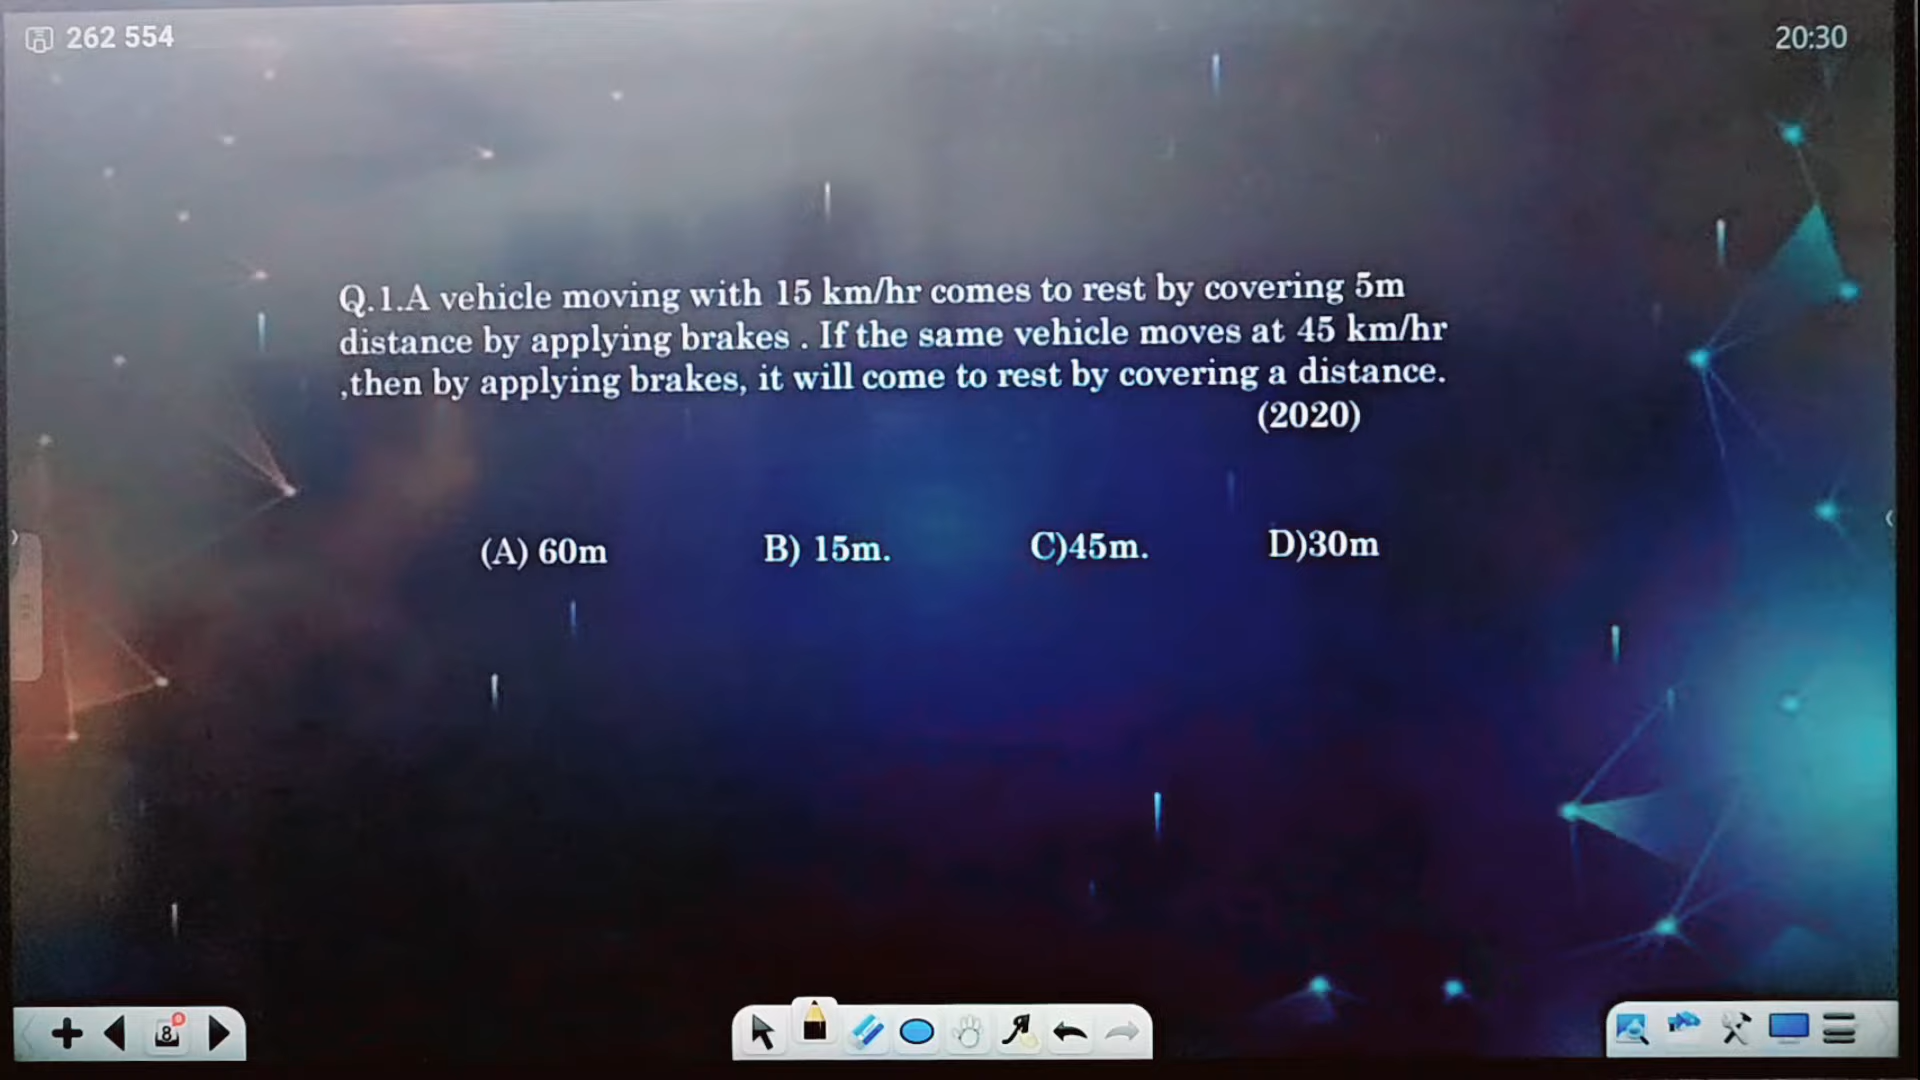 262 554
20:30
Q.1.A vehicle moving with 15 km/hr comes to rest by covering 5m
distance by applying brakes . If the same vehicle moves at 45 km/hr
,then by applying brakes, it will come to rest by covering a distance.
(2020)
(A) 60m B) 15m. C)45m. D)30m
8